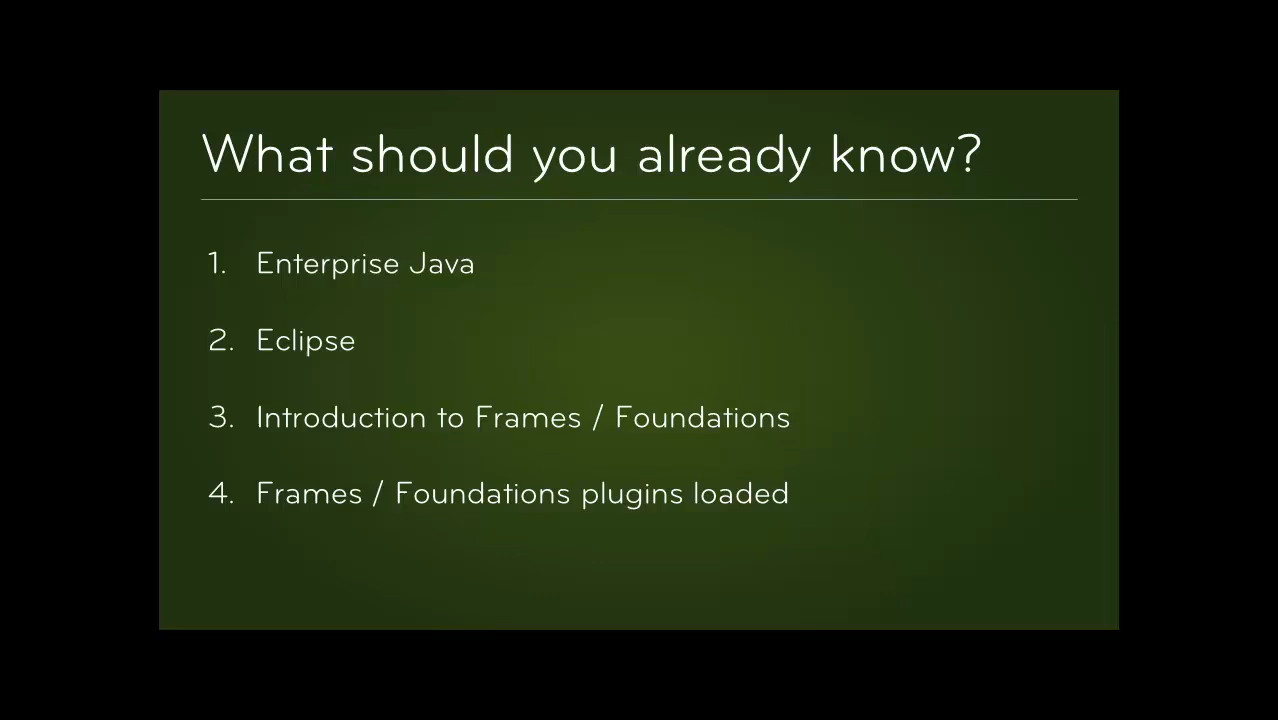 What should you already know?
1. Enterprise Java
2. Eclipse
3. Introduction to Frames / Foundations
4. Frames / Foundations plugins loaded